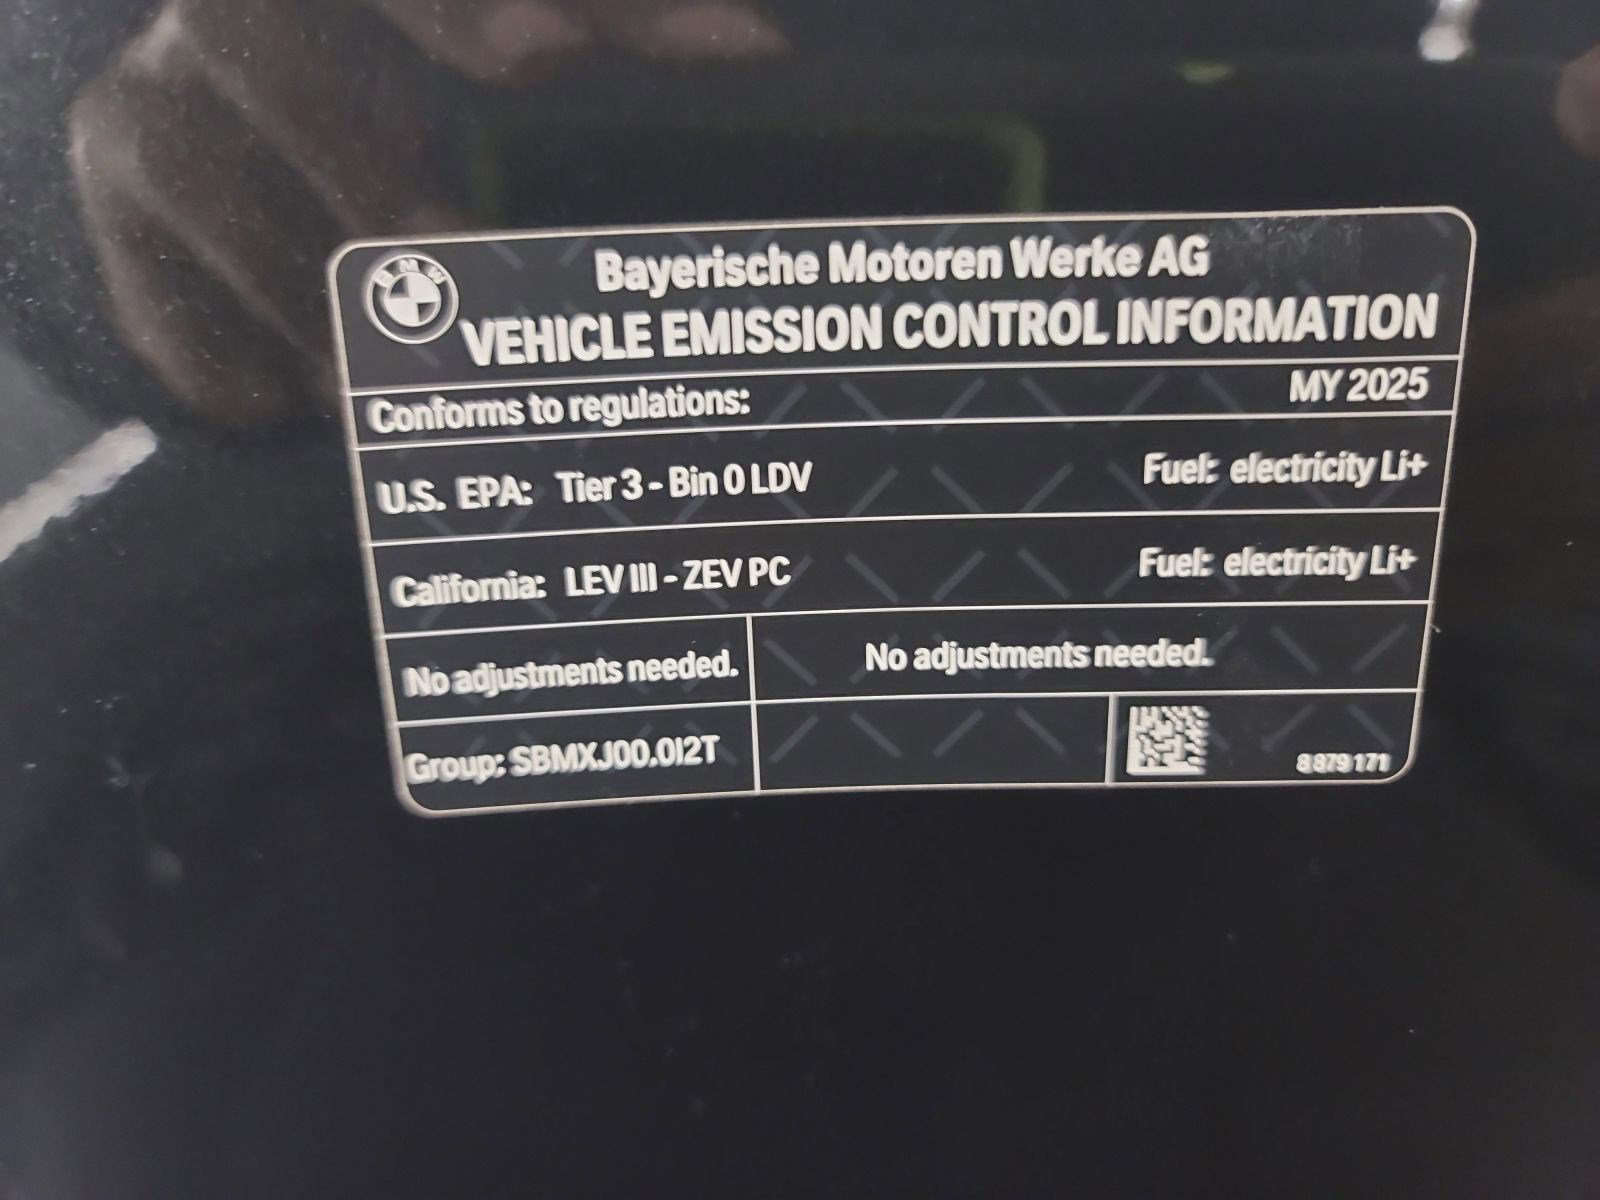 BMW
Bayerische Motoren Werke AG
VEHICLE EMISSION CONTROL INFORMATION
Conforms to regulations: MY 2025
U.S. EPA: Tier 3 - Bin 0 LDV Fuel: electricity Li+
California: LEV III - ZEV PC Fuel: electricity Li+
No adjustments needed. No adjustments needed.
Group: SBMXJ00.0I2T
8 879 171